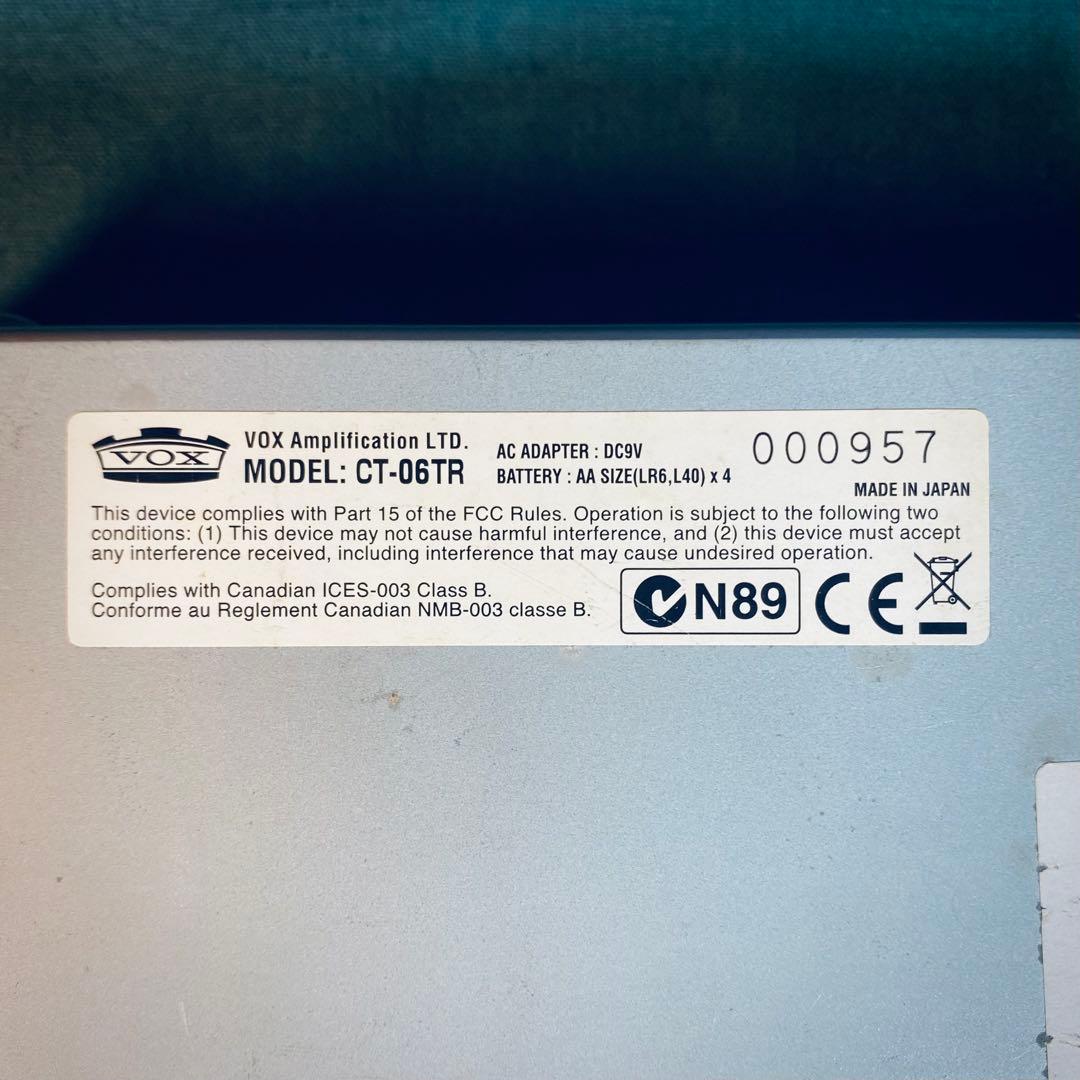 VOX
VOX Amplification LTD.
MODEL: CT-06TR
AC ADAPTER : DC9V
BATTERY : AA SIZE(LR6,L40) x 4
000957
MADE IN JAPAN
This device complies with Part 15 of the FCC Rules. Operation is subject to the following two
conditions: (1) This device may not cause harmful interference, and (2) this device must accept
any interference received, including interference that may cause undesired operation.
Complies with Canadian ICES-003 Class B.
Conforme au Reglement Canadian NMB-003 classe B.
N89
CE